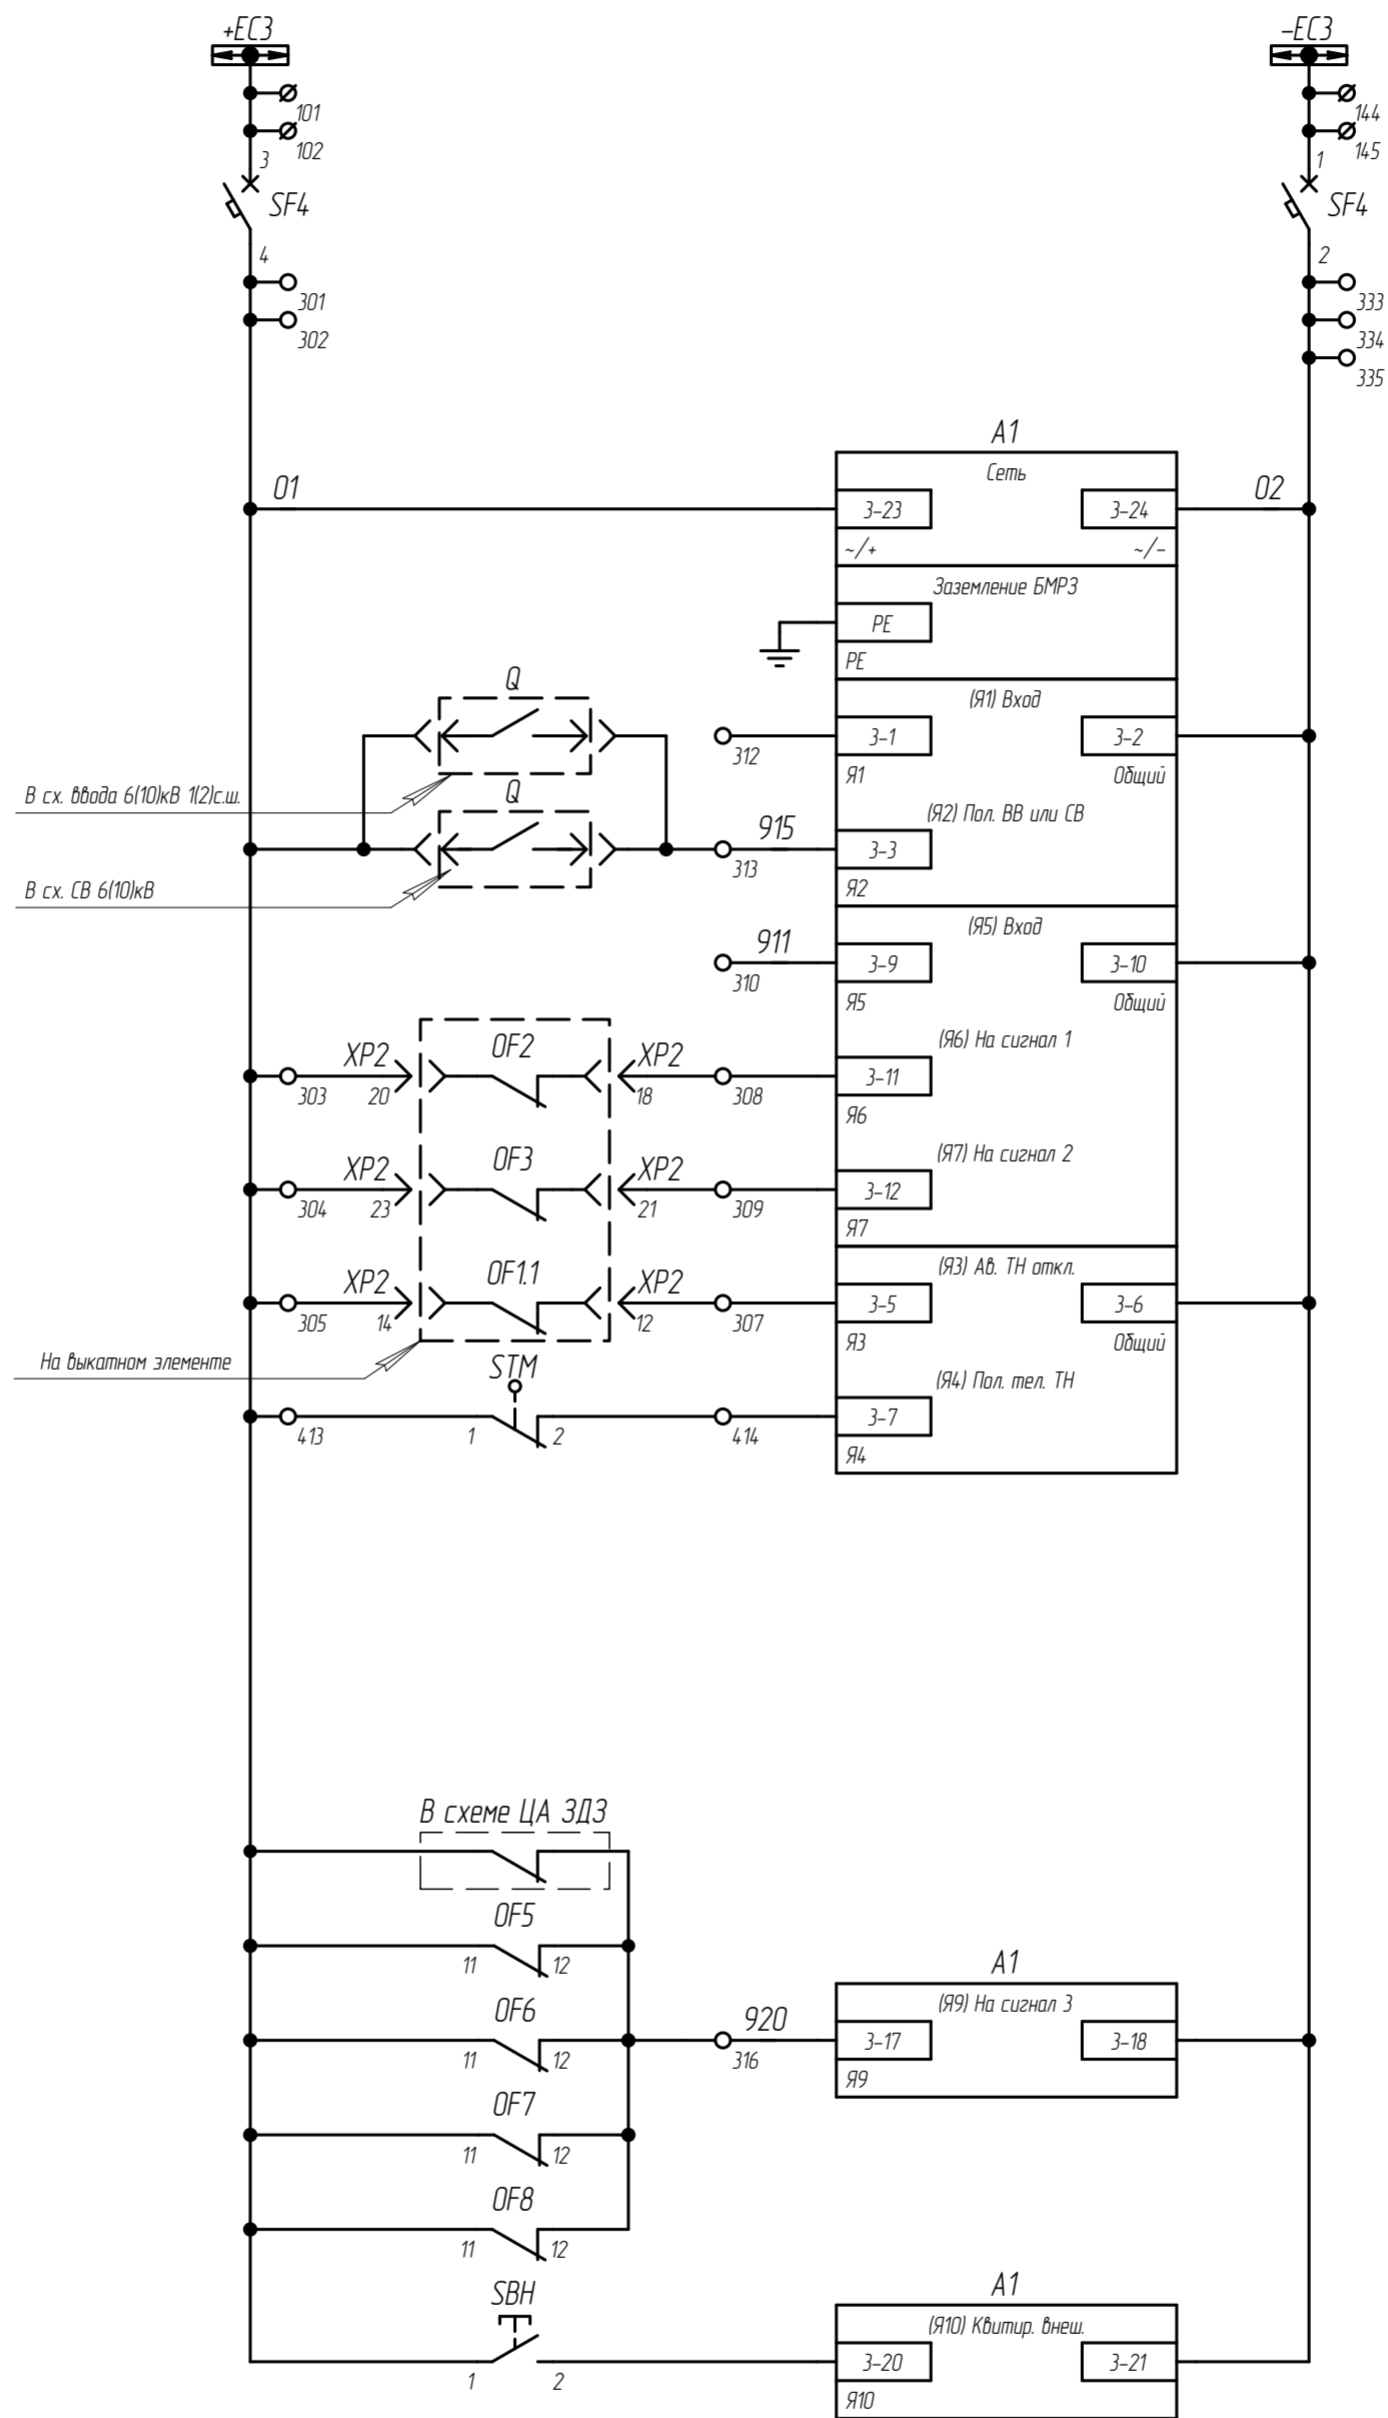 +ЕС3 -ЕС3
101 144
102 145
3 1
SF4 SF4
4 2
301 333
302 334
335
А1
Сеть
01 3-23 3-24 02
~/+ ~/-
Заземление БМРЗ
PE
PE
Q
(Я1) Вход
3-1 3-2
312
Я1 Общий
В сх. ввода 6(10)кВ 1(2)с.ш.
Q
(Я2) Пол. ВВ или СВ
915 3-3
313
Я2
В сх. СВ 6(10)кВ
(Я5) Вход
911 3-9 3-10
310
Я5 Общий
OF2
(Я6) На сигнал 1
XP2 XP2 3-11
303 20 18 308
Я6
OF3
(Я7) На сигнал 2
XP2 XP2 3-12
304 23 21 309
Я7
OF1.1
(Я3) Ав. ТН откл.
XP2 XP2 3-5 3-6
305 14 12 307
Я3 Общий
На выкатном элементе
STM
(Я4) Пол. тел. ТН
3-7
413 1 2 414
Я4
В схеме ЦА ЗДЗ
OF5
11 12
А1
OF6
(Я9) На сигнал 3
920 3-17 3-18
11 12 316
Я9
OF7
11 12
OF8
11 12
SBH
А1
(Я10) Квитир. внеш.
3-20 3-21
1 2
Я10